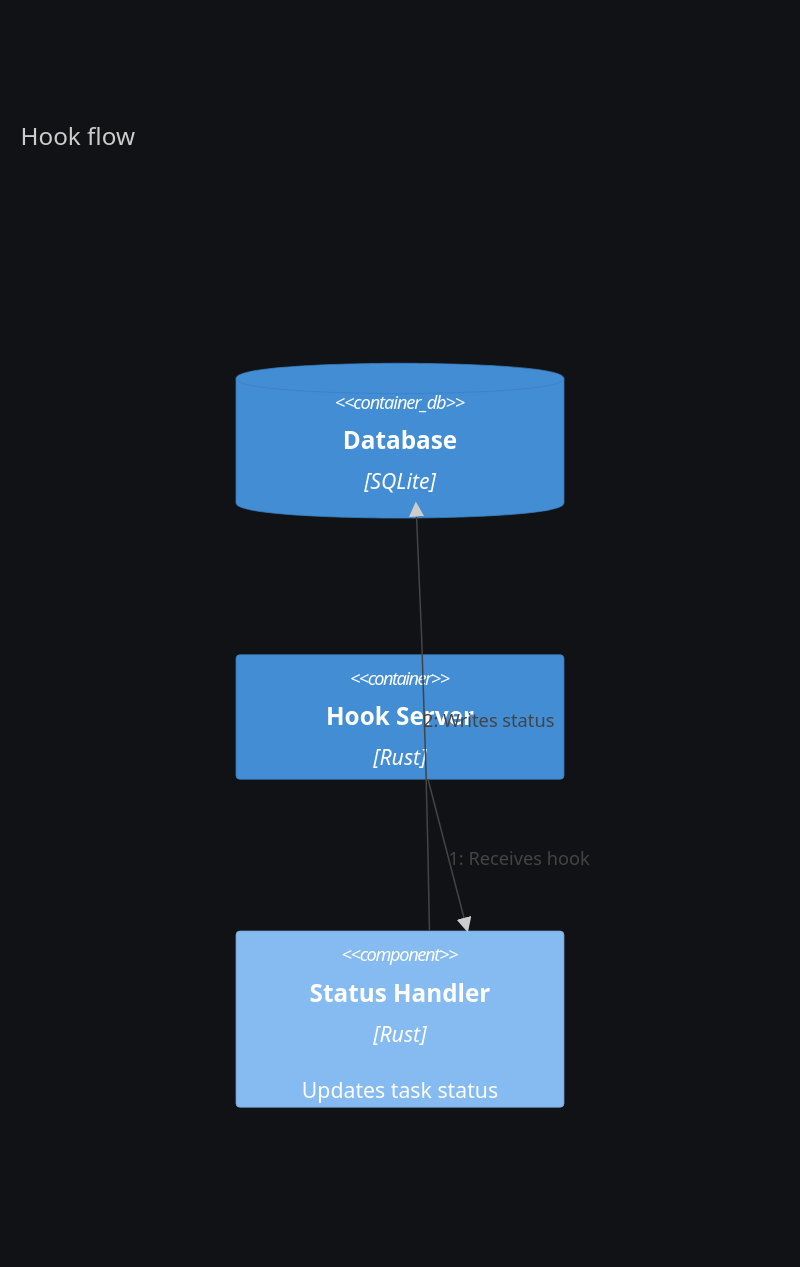 Hook flow
<<container_db>>
Database
[SQLite]
<<container>>
Hook Server
2: Writes status
[Rust]
1: Receives hook
<<component>>
Status Handler
[Rust]
Updates task status